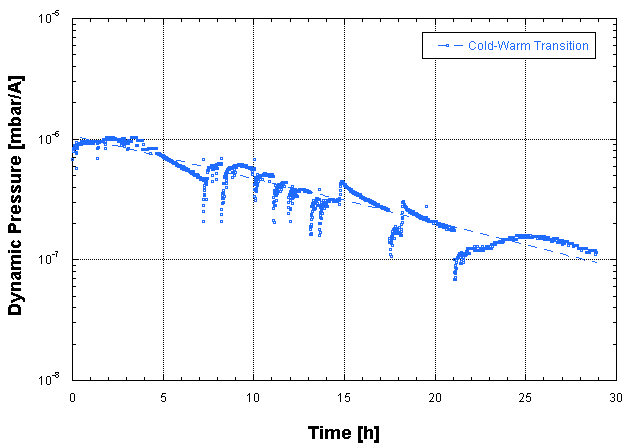 10⁻⁵
Cold-Warm Transition
10⁻⁶
Dynamic Pressure [mbar/A]
10⁻⁷
10⁻⁸
0 5 10 15 20 25 30
Time [h]